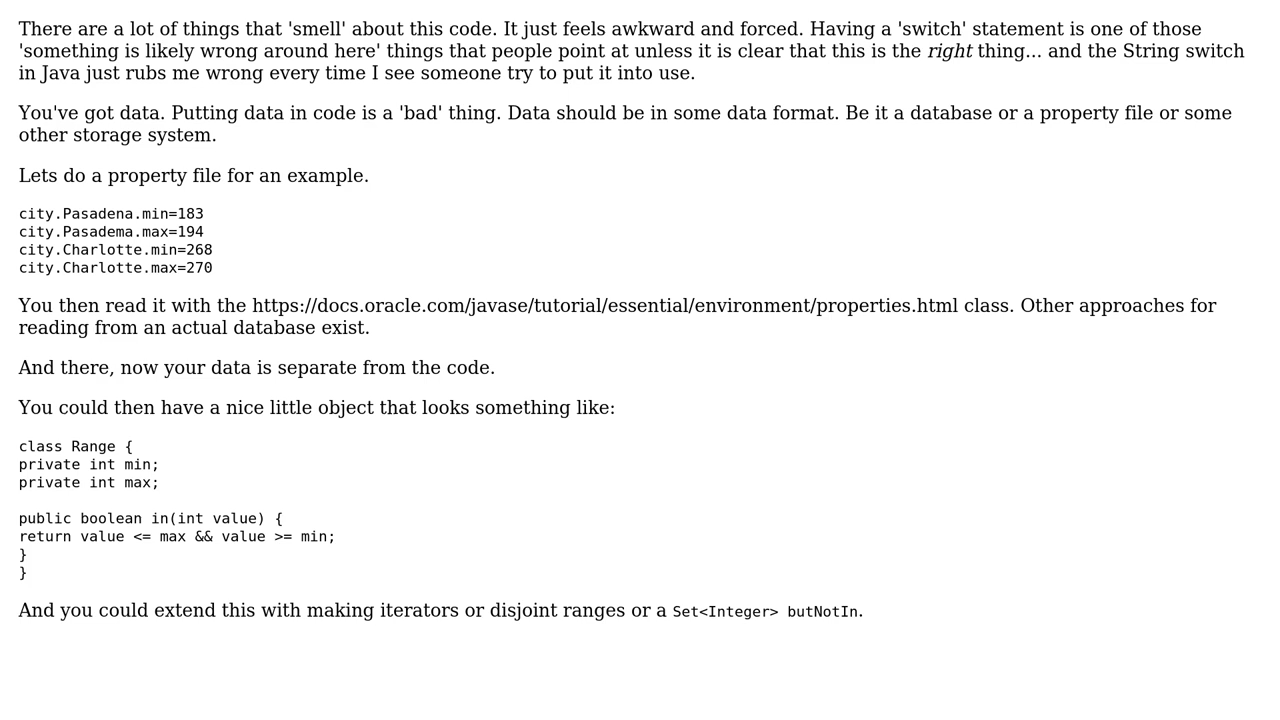 There are a lot of things that 'smell' about this code. It just feels awkward and forced. Having a 'switch' statement is one of those
'something is likely wrong around here' things that people point at unless it is clear that this is the right thing... and the String switch
in Java just rubs me wrong every time I see someone try to put it into use.
You've got data. Putting data in code is a 'bad' thing. Data should be in some data format. Be it a database or a property file or some
other storage system.
Lets do a property file for an example.
city.Pasadena.min=183
city.Pasadema.max=194
city.Charlotte.min=268
city.Charlotte.max=270
You then read it with the https://docs.oracle.com/javase/tutorial/essential/environment/properties.html class. Other approaches for
reading from an actual database exist.
And there, now your data is separate from the code.
You could then have a nice little object that looks something like:
class Range {
private int min;
private int max;
public boolean in(int value) {
return value <= max && value >= min;
}
}
And you could extend this with making iterators or disjoint ranges or a Set<Integer> butNotIn.